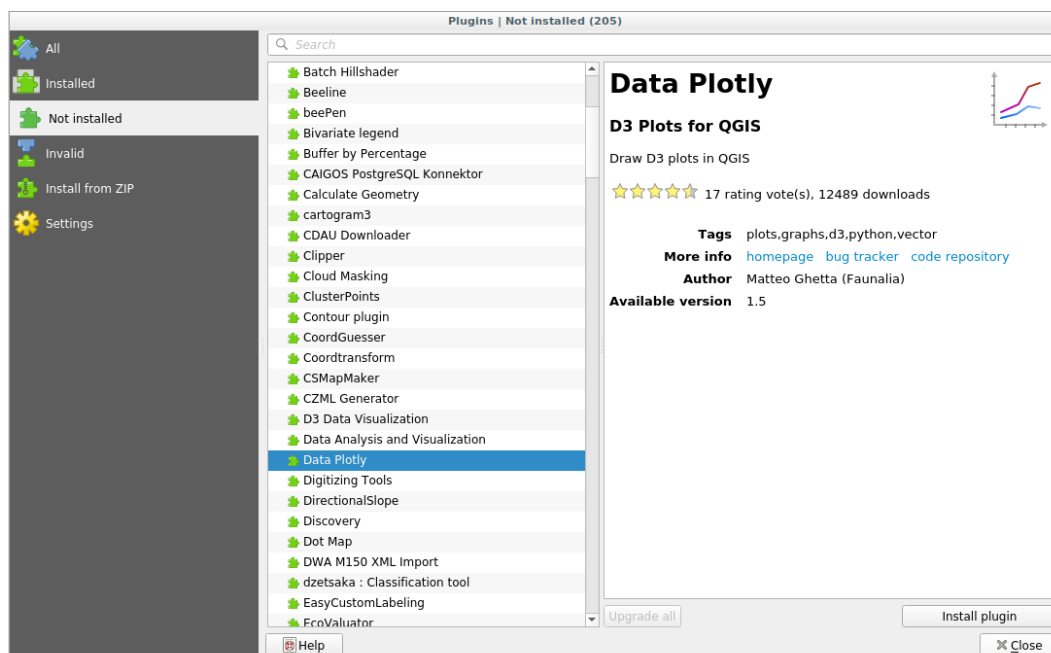 Plugins | Not installed (205)
All
Installed
Not installed
Invalid
Install from ZIP
Settings
Search
Batch Hillshader
Beeline
beePen
Bivariate legend
Buffer by Percentage
CAIGOS PostgreSQL Konnektor
Calculate Geometry
cartogram3
CDAU Downloader
Clipper
Cloud Masking
ClusterPoints
Contour plugin
CoordGuesser
Coordtransform
CSMapMaker
CZML Generator
D3 Data Visualization
Data Analysis and Visualization
Data Plotly
Digitizing Tools
DirectionalSlope
Discovery
Dot Map
DWA M150 XML Import
dzetsaka : Classification tool
EasyCustomLabeling
EcoValuator
Data Plotly
D3 Plots for QGIS
Draw D3 plots in QGIS
17 rating vote(s), 12489 downloads
Tags plots,graphs,d3,python,vector
More info homepage bug tracker code repository
Author Matteo Ghetta (Faunalia)
Available version 1.5
Upgrade all
Install plugin
Help
Close